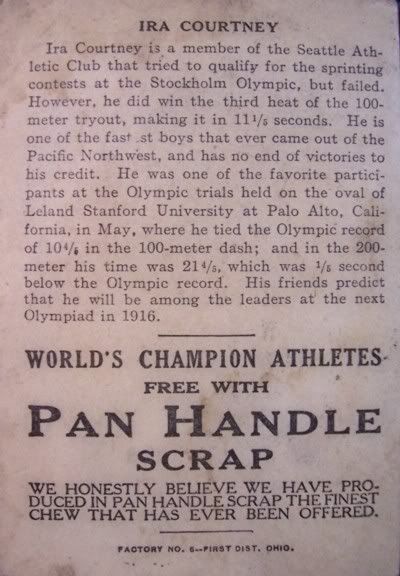 IRA COURTNEY
Ira Courtney is a member of the Seattle Ath-
letic Club that tried to qualify for the sprinting
contests at the Stockholm Olympic, but failed.
However, he did win the third heat of the 100-
meter tryout, making it in 11 1/5 seconds. He is
one of the fast st boys that ever came out of the
Pacific Northwest, and has no end of victories to
his credit. He was one of the favorite partici-
pants at the Olympic trials held on the oval of
Leland Stanford University at Palo Alto, Cali-
fornia, in May, where he tied the Olympic record
of 10 4/5 in the 100-meter dash; and in the 200-
meter his time was 21 4/5, which was 1/5 second
below the Olympic record. His friends predict
that he will be among the leaders at the next
Olympiad in 1916.
WORLD'S CHAMPION ATHLETES
FREE WITH
PAN HANDLE
SCRAP
WE HONESTLY BELIEVE WE HAVE PRO-
DUCED IN PAN HANDLE SCRAP THE FINEST
CHEW THAT HAS EVER BEEN OFFERED.
FACTORY NO. 6--FIRST DIST. OHIO.